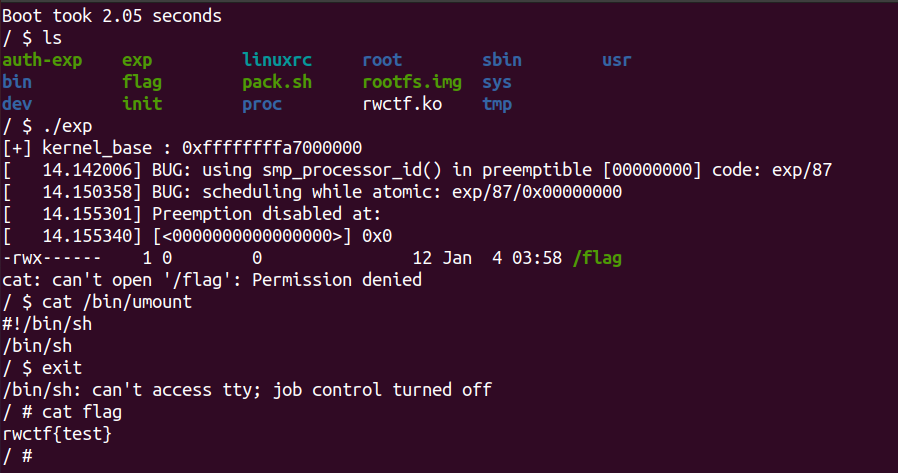 Boot took 2.05 seconds
/ $ ls
auth-exp    exp         linuxrc     root        sbin        usr
bin         flag        pack.sh     rootfs.img  sys
dev         init        proc        rwctf.ko    tmp
/ $ ./exp
[+] kernel_base : 0xffffffffa7000000
[   14.142006] BUG: using smp_processor_id() in preemptible [00000000] code: exp/87
[   14.150358] BUG: scheduling while atomic: exp/87/0x00000000
[   14.155301] Preemption disabled at:
[   14.155340] [<0000000000000000>] 0x0
-rwx------    1 0        0               12 Jan  4 03:58 /flag
cat: can't open '/flag': Permission denied
/ $ cat /bin/umount
#!/bin/sh
/bin/sh
/ $ exit
/bin/sh: can't access tty; job control turned off
/ # cat flag
rwctf{test}
/ #